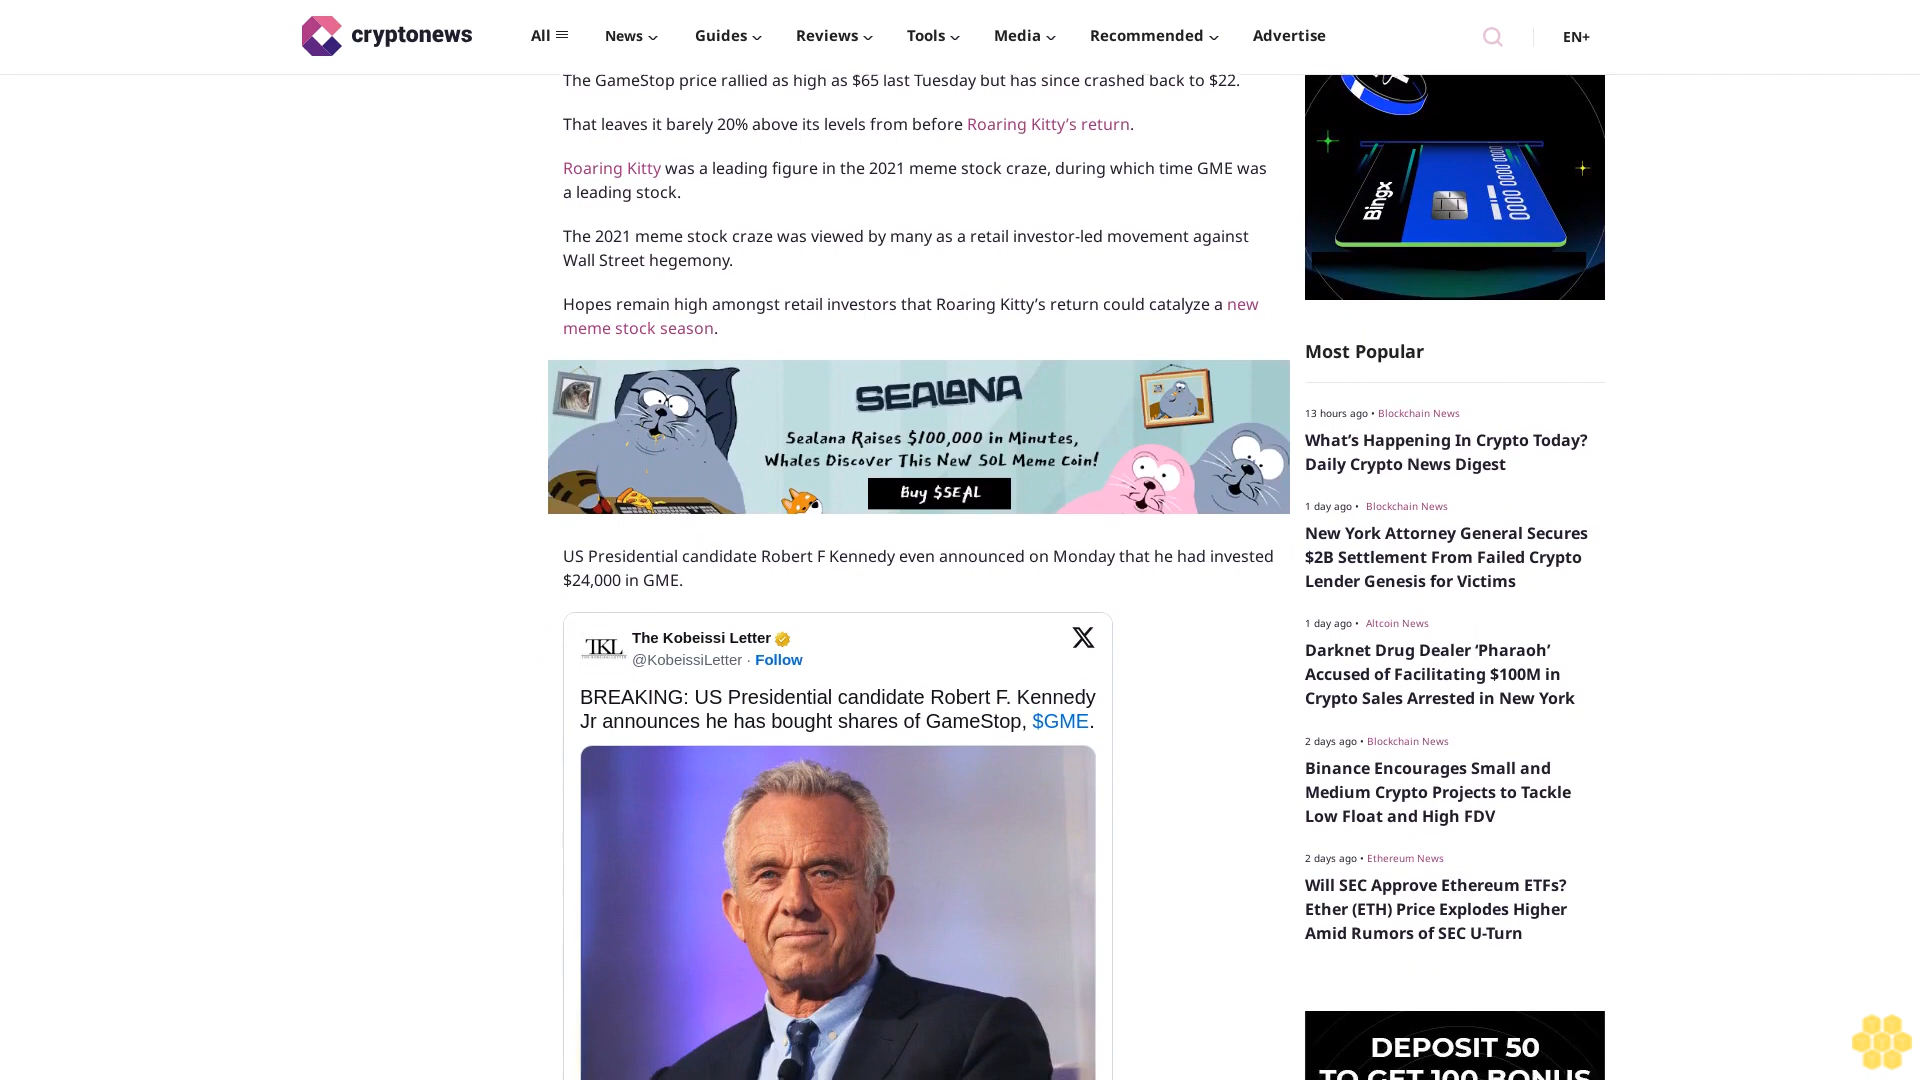 cryptonews
All
News
Guides
Reviews
Tools
Media
Recommended
Advertise
EN+
The GameStop price rallied as high as $65 last Tuesday but has since crashed back to $22.
That leaves it barely 20% above its levels from before Roaring Kitty’s return.
Roaring Kitty was a leading figure in the 2021 meme stock craze, during which time GME was
a leading stock.
The 2021 meme stock craze was viewed by many as a retail investor-led movement against
Wall Street hegemony.
Hopes remain high amongst retail investors that Roaring Kitty’s return could catalyze a new
meme stock season.
SEALANA
Sealana Raises $100,000 in Minutes,
Whales Discover This New SOL Meme Coin!
Buy $SEAL
US Presidential candidate Robert F Kennedy even announced on Monday that he had invested
$24,000 in GME.
TKL
The Kobeissi Letter
@KobeissiLetter · Follow
BREAKING: US Presidential candidate Robert F. Kennedy
Jr announces he has bought shares of GameStop, $GME.
Bingx
0000 0000 0000
Most Popular
13 hours ago • Blockchain News
What’s Happening In Crypto Today?
Daily Crypto News Digest
1 day ago • Blockchain News
New York Attorney General Secures
$2B Settlement From Failed Crypto
Lender Genesis for Victims
1 day ago • Altcoin News
Darknet Drug Dealer ‘Pharaoh’
Accused of Facilitating $100M in
Crypto Sales Arrested in New York
2 days ago • Blockchain News
Binance Encourages Small and
Medium Crypto Projects to Tackle
Low Float and High FDV
2 days ago • Ethereum News
Will SEC Approve Ethereum ETFs?
Ether (ETH) Price Explodes Higher
Amid Rumors of SEC U-Turn
DEPOSIT 50
TO GET 100 BONUS